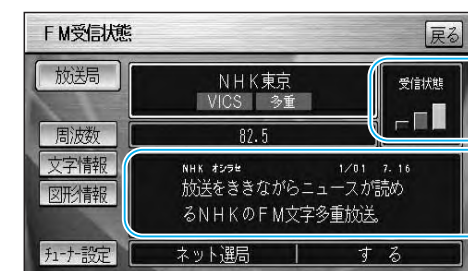 FM受信状態
戻る
放送局
NHK東京
VICS 多重
受信状態
周波数
82.5
文字情報
図形情報
NHK オシラセ 1/01 7.16
放送をききながらニュースが読め
るNHKのFM文字多重放送。
チューナー設定
ネット選局 する